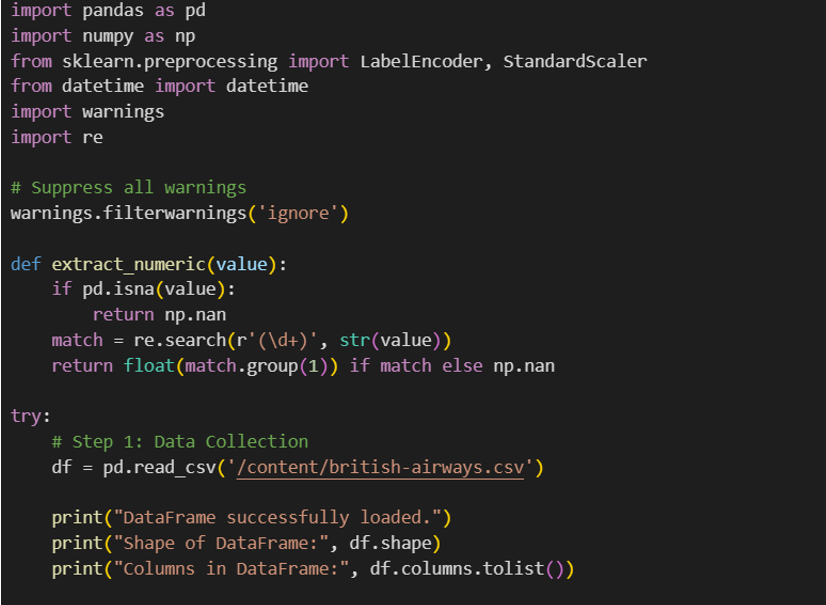 import pandas as pd
import numpy as np
from sklearn.preprocessing import LabelEncoder, StandardScaler
from datetime import datetime
import warnings
import re

# Suppress all warnings
warnings.filterwarnings('ignore')

def extract_numeric(value):
    if pd.isna(value):
        return np.nan
    match = re.search(r'(\d+)', str(value))
    return float(match.group(1)) if match else np.nan

try:
    # Step 1: Data Collection
    df = pd.read_csv('/content/british-airways.csv')

    print("DataFrame successfully loaded.")
    print("Shape of DataFrame:", df.shape)
    print("Columns in DataFrame:", df.columns.tolist())